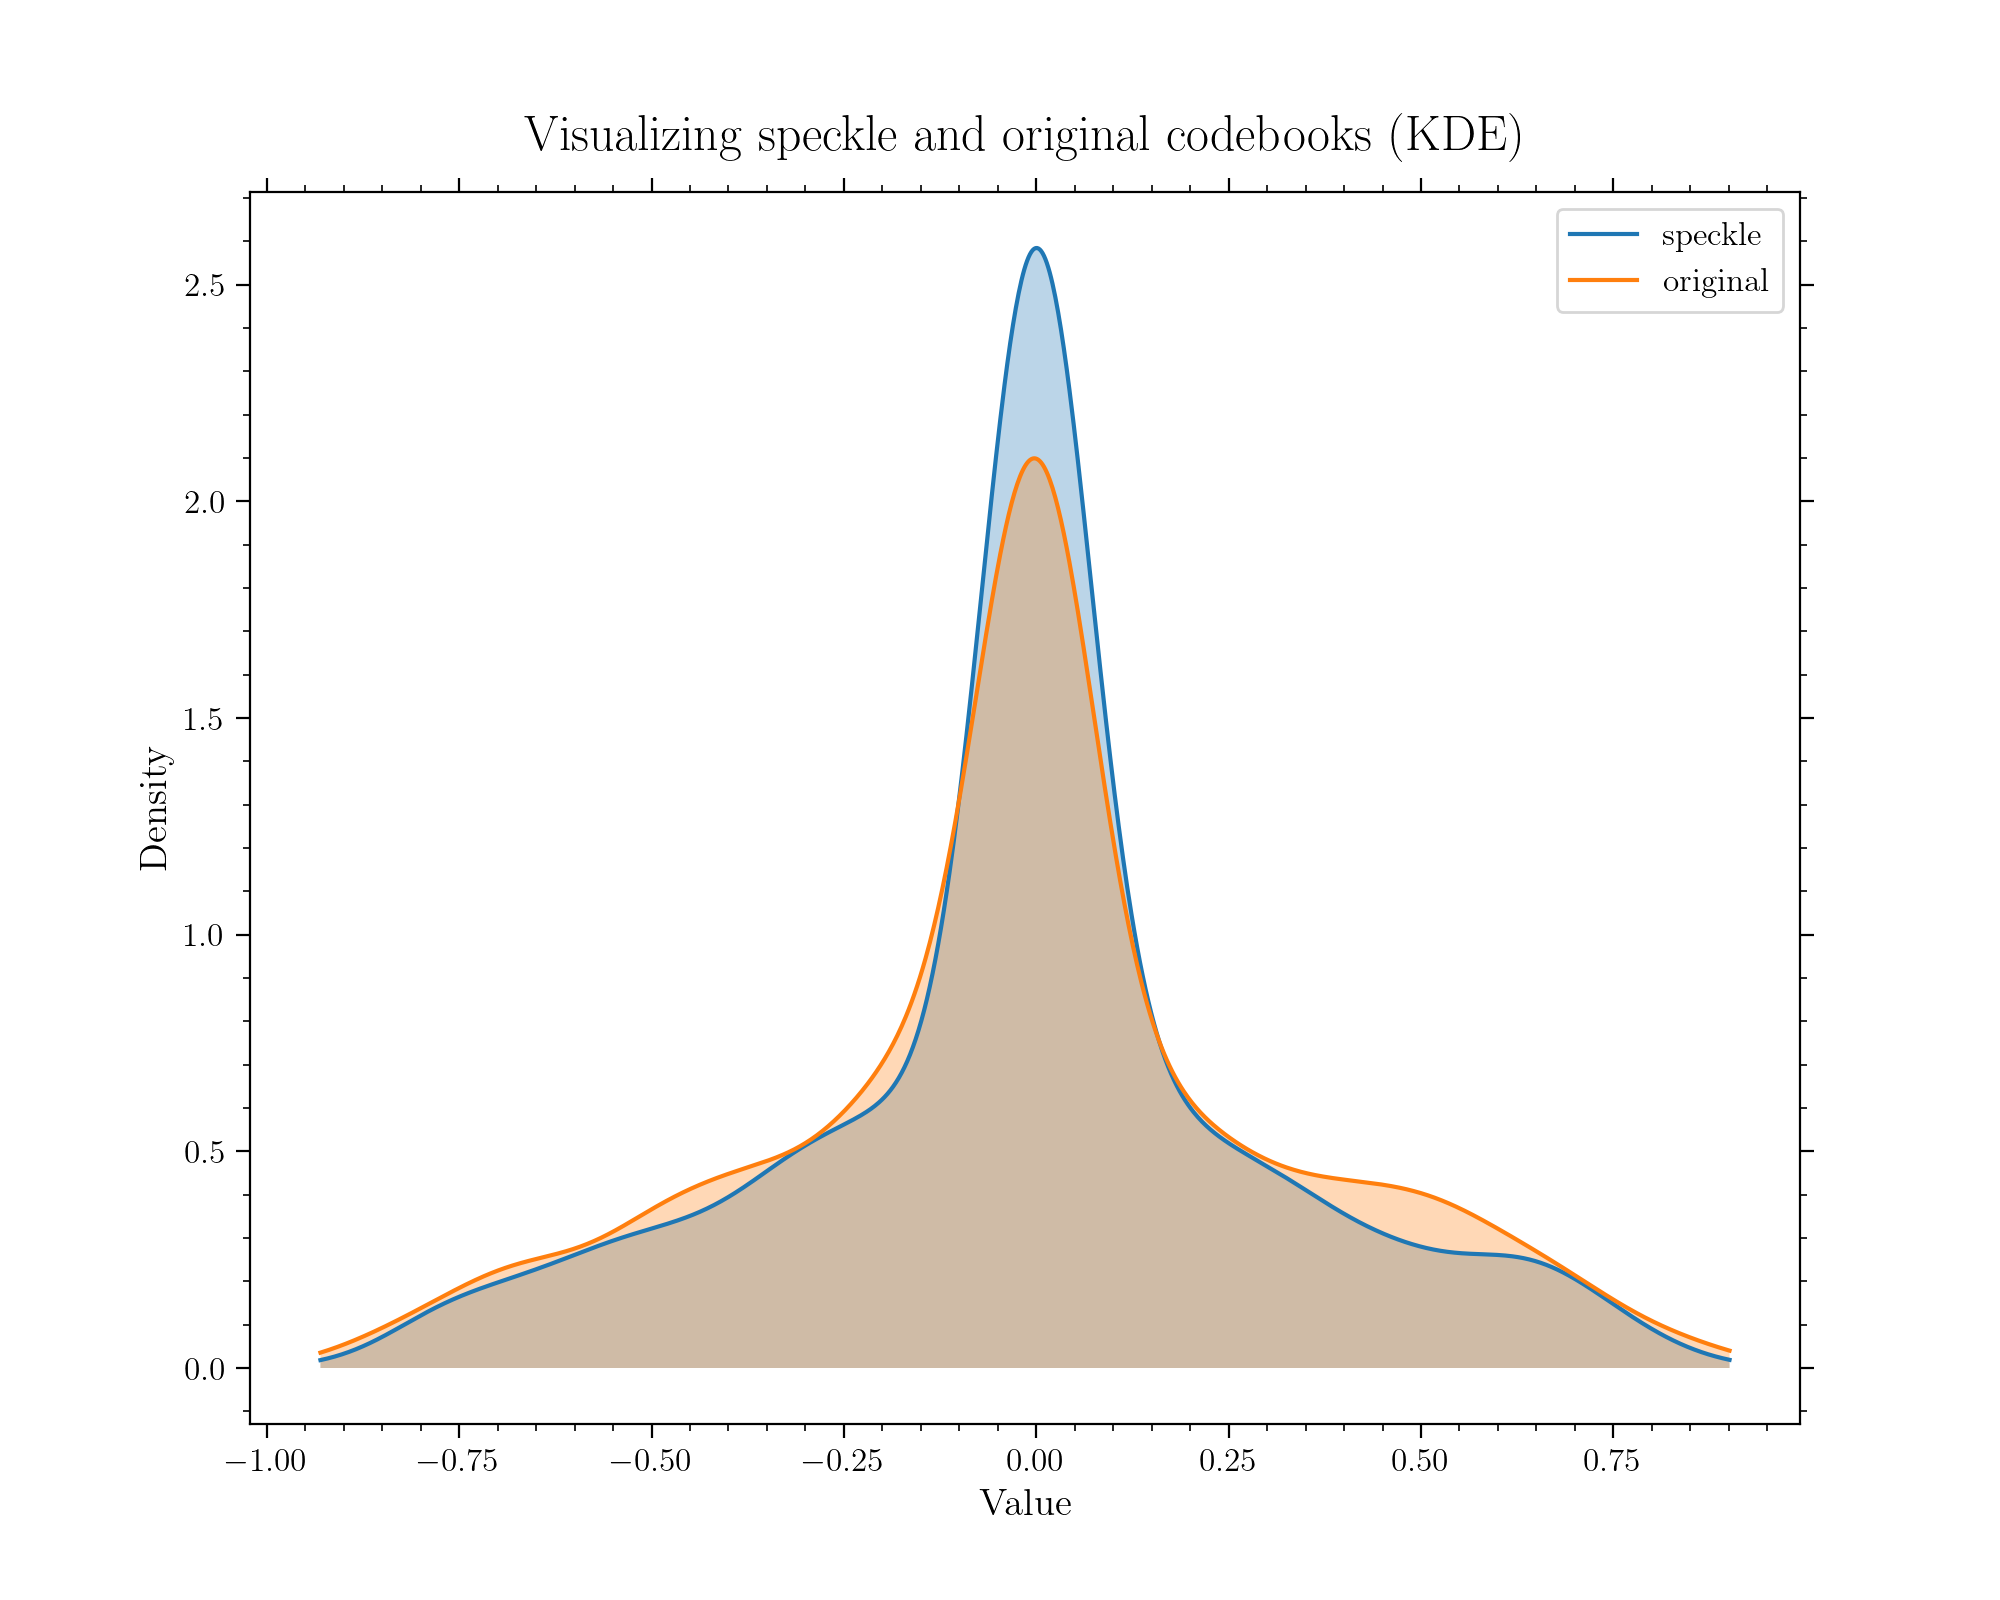 Visualizing speckle and original codebooks (KDE)
speckle
original
2.5
2.0
1.5
1.0
0.5
0.0
Density
−1.00 −0.75 −0.50 −0.25 0.00 0.25 0.50 0.75
Value